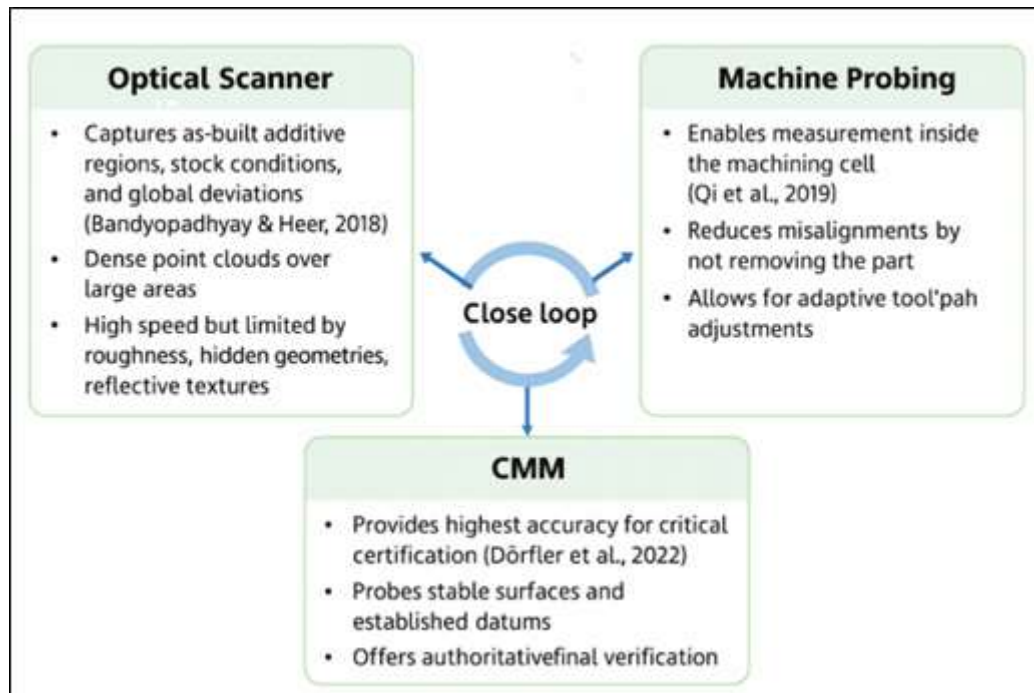 Optical Scanner
• Captures as-built additive
regions, stock conditions,
and global deviations
(Bandyopadhyay & Heer, 2018)
• Dense point clouds over
large areas
• High speed but limited by
roughness, hidden geometries,
reflective textures
Machine Probing
• Enables measurement inside
the machining cell
(Qi et al., 2019)
• Reduces misalignments by
not removing the part
• Allows for adaptive tool'pah
adjustments
Close loop
CMM
• Provides highest accuracy for critical
certification (Dörfler et al., 2022)
• Probes stable surfaces and
established datums
• Offers authoritativefinal verification